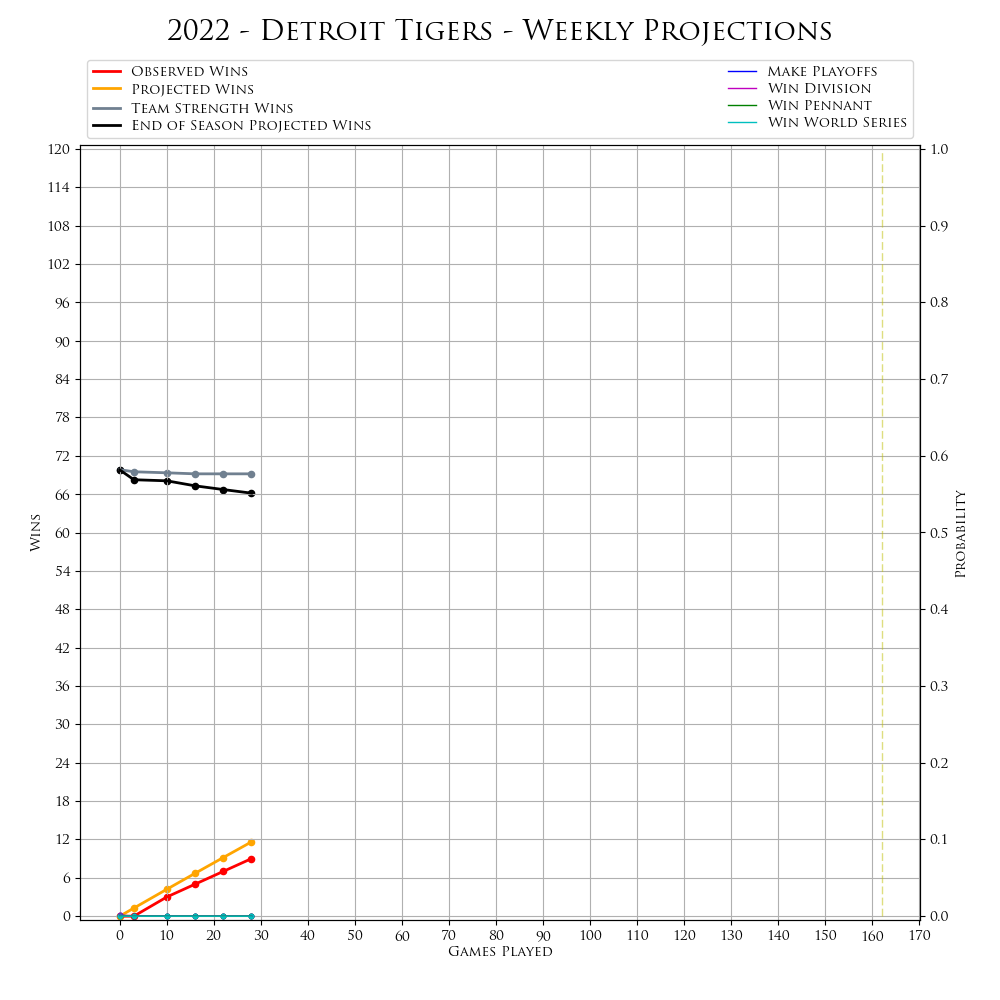 2022 - Detroit Tigers - Weekly Projections
Observed Wins
Projected Wins
Team Strength Wins
End of Season Projected Wins
Make Playoffs
Win Division
Win Pennant
Win World Series
120
114
108
102
96
90
84
78
72
66
60
54
48
42
36
30
24
18
12
6
0
Wins
1.0
0.9
0.8
0.7
0.6
0.5
0.4
0.3
0.2
0.1
0.0
Probability
0 10 20 30 40 50 60 70 80 90 100 110 120 130 140 150 160 170
Games Played